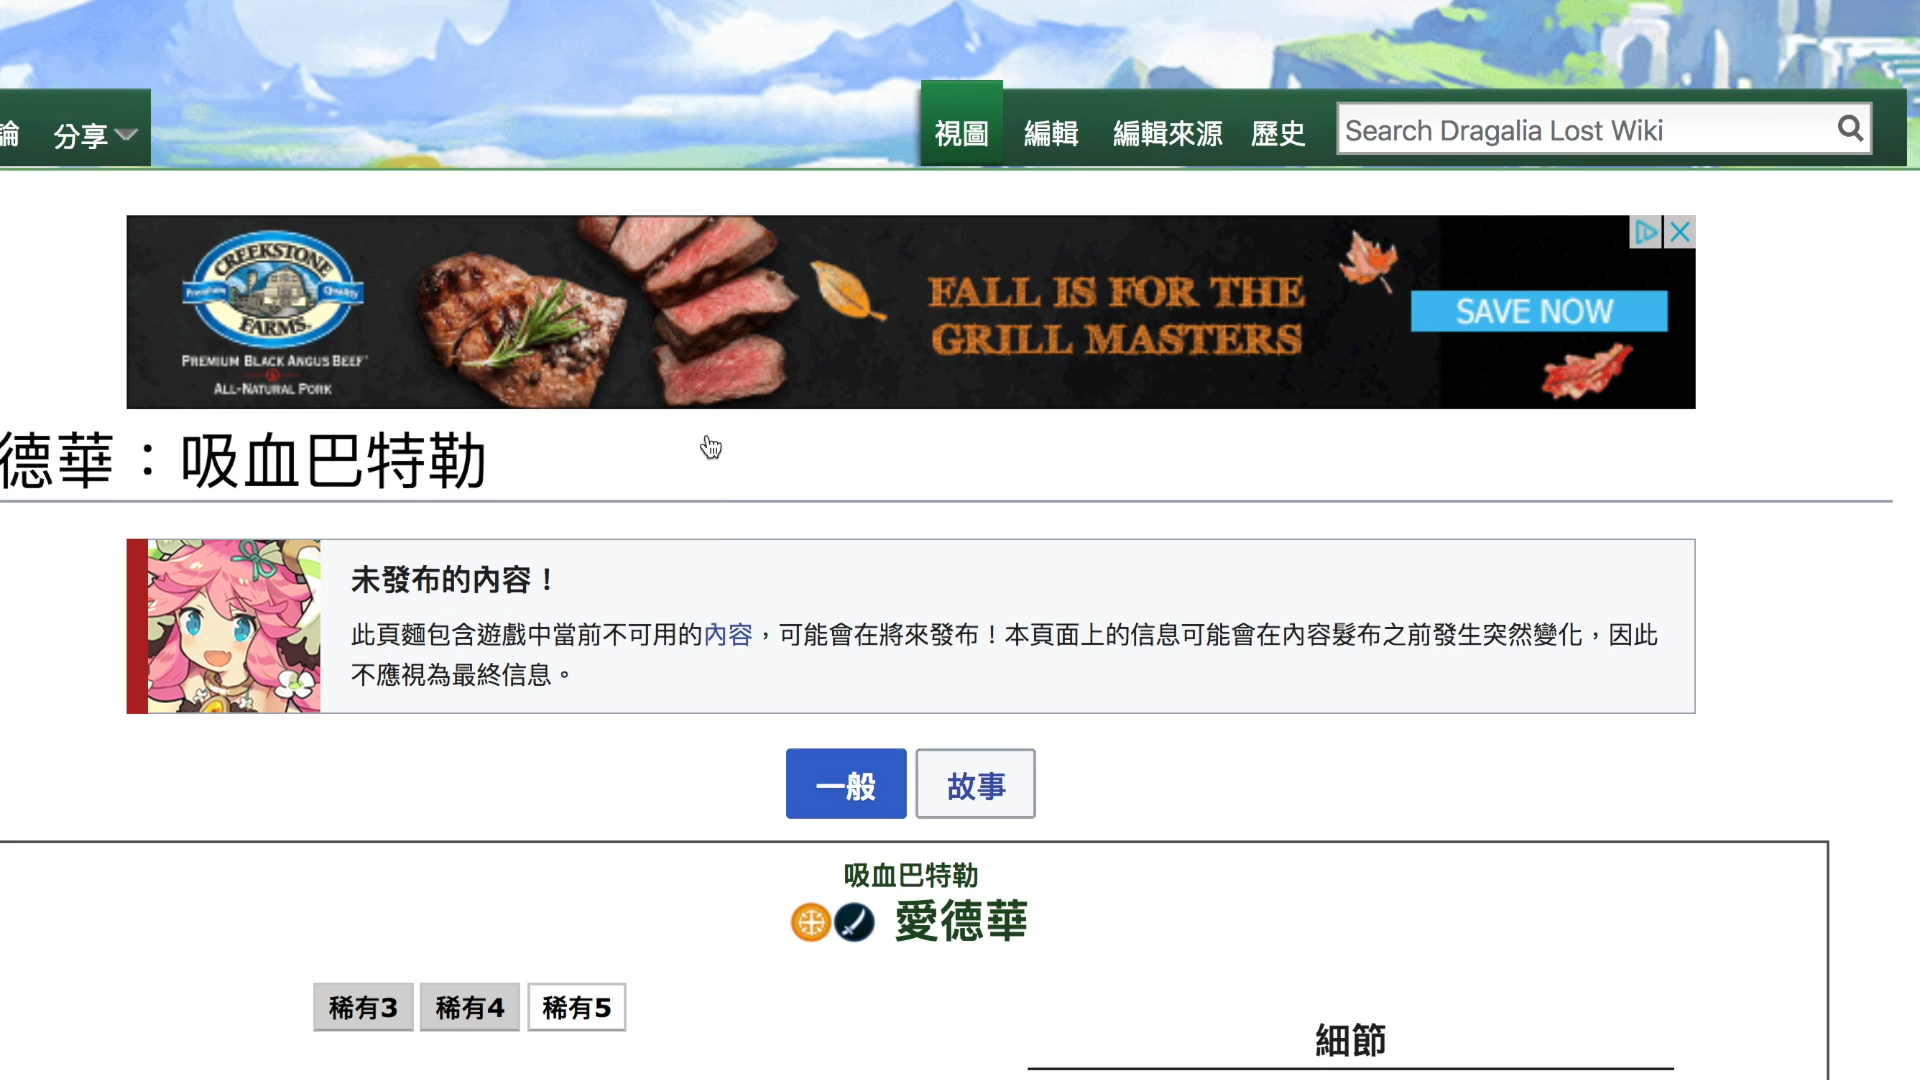 論 分享
視圖 編輯 編輯來源 歷史 Search Dragalia Lost Wiki
CREEKSTONE
Premium Quality
FARMS
PREMIUM BLACK ANGUS BEEF
ALL-NATURAL PORK
FALL IS FOR THE
GRILL MASTERS
SAVE NOW
德華：吸血巴特勒
未發布的內容！
此頁麵包含遊戲中當前不可用的內容，可能會在將來發布！本頁面上的信息可能會在內容髮布之前發生突然變化，因此
不應視為最終信息。
一般 故事
吸血巴特勒
愛德華
稀有3 稀有4 稀有5
細節